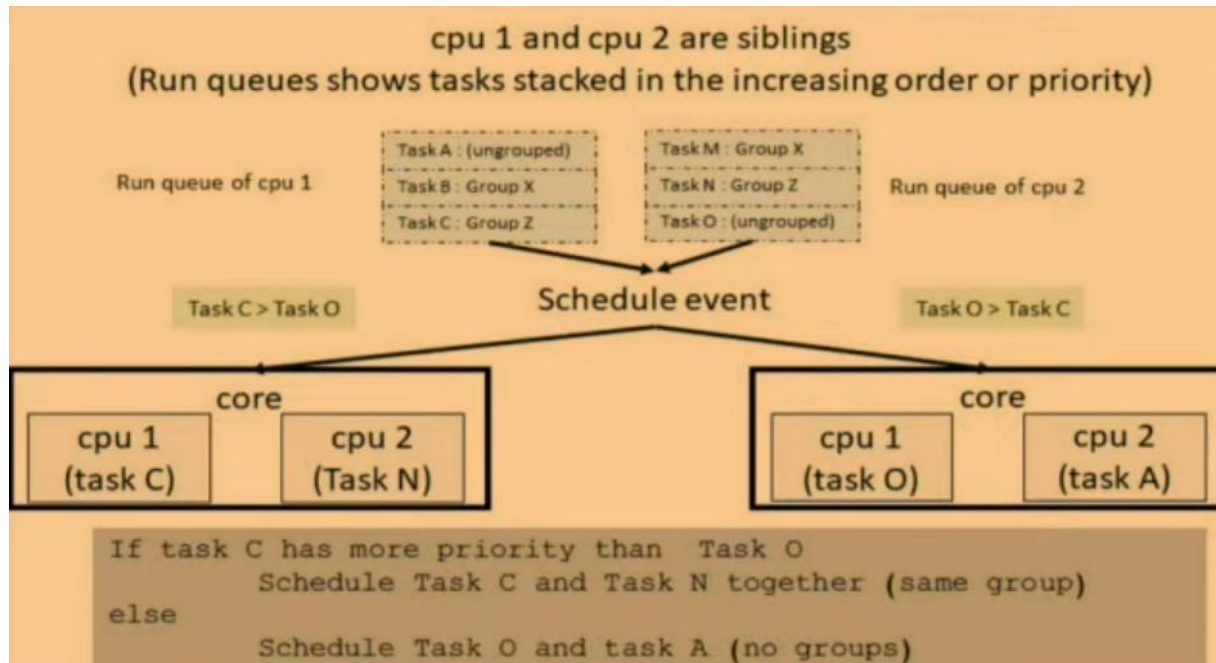 cpu 1 and cpu 2 are siblings
(Run queues shows tasks stacked in the increasing order or priority)
Run queue of cpu 1
Task A : (ungrouped)
Task B : Group X
Task C : Group Z
Task M : Group X
Task N : Group Z
Task O : (ungrouped)
Run queue of cpu 2
Task C > Task O
Schedule event
Task O > Task C
core
cpu 1
(task C)
cpu 2
(Task N)
core
cpu 1
(task O)
cpu 2
(task A)
If task C has more priority than Task O
Schedule Task C and Task N together (same group)
else
Schedule Task O and task A (no groups)